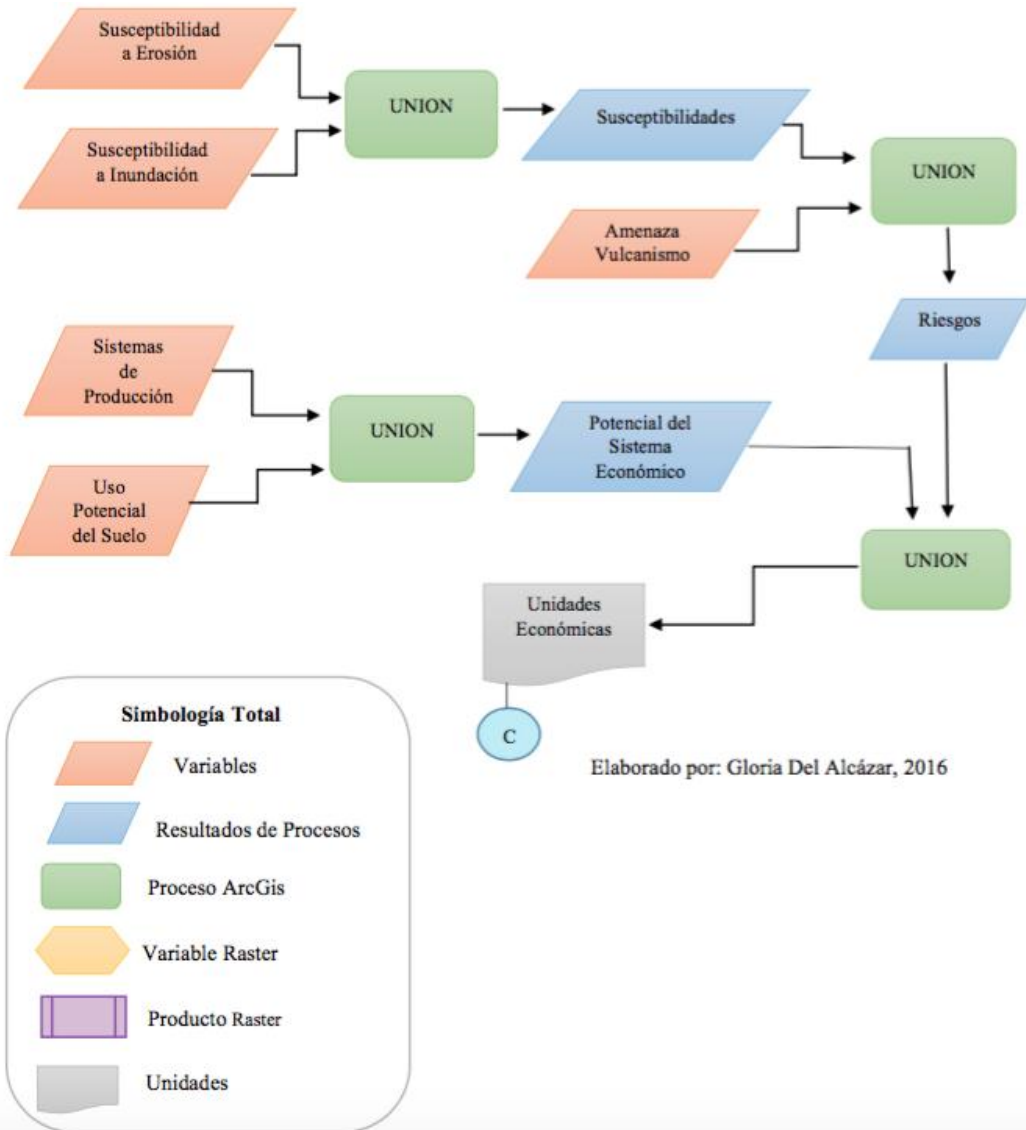 Susceptibilidad
a Erosión
UNION
Susceptibilidades
Susceptibilidad
a Inundación
UNION
Amenaza
Vulcanismo
Riesgos
Sistemas
de
Producción
UNION
Potencial del
Sistema
Económico
Uso
Potencial
del Suelo
UNION
Unidades
Económicas
C
Elaborado por: Gloria Del Alcázar, 2016
Simbología Total
Variables
Resultados de Procesos
Proceso ArcGis
Variable Raster
Producto Raster
Unidades